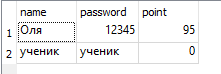 name password point
1 Оля 12345 95
2 ученик ученик 0